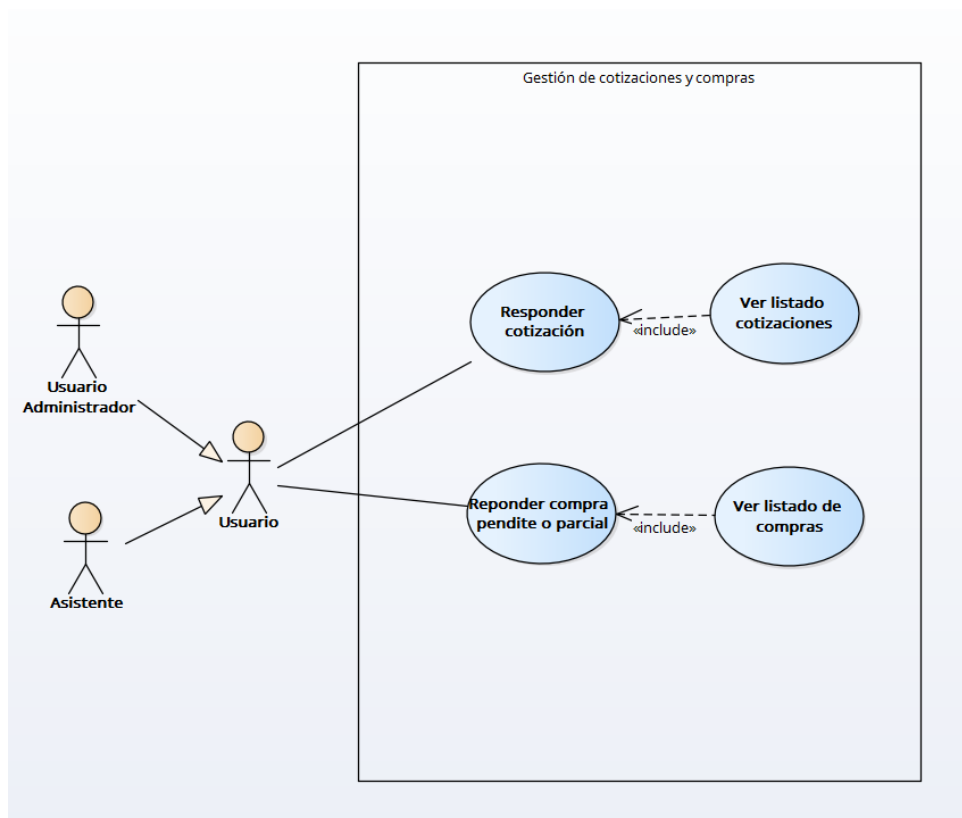 Gestión de cotizaciones y compras
Responder
cotización
«include»
Ver listado
cotizaciones
Usuario
Administrador
Usuario
Reponder compra
pendite o parcial
«include»
Ver listado de
compras
Asistente